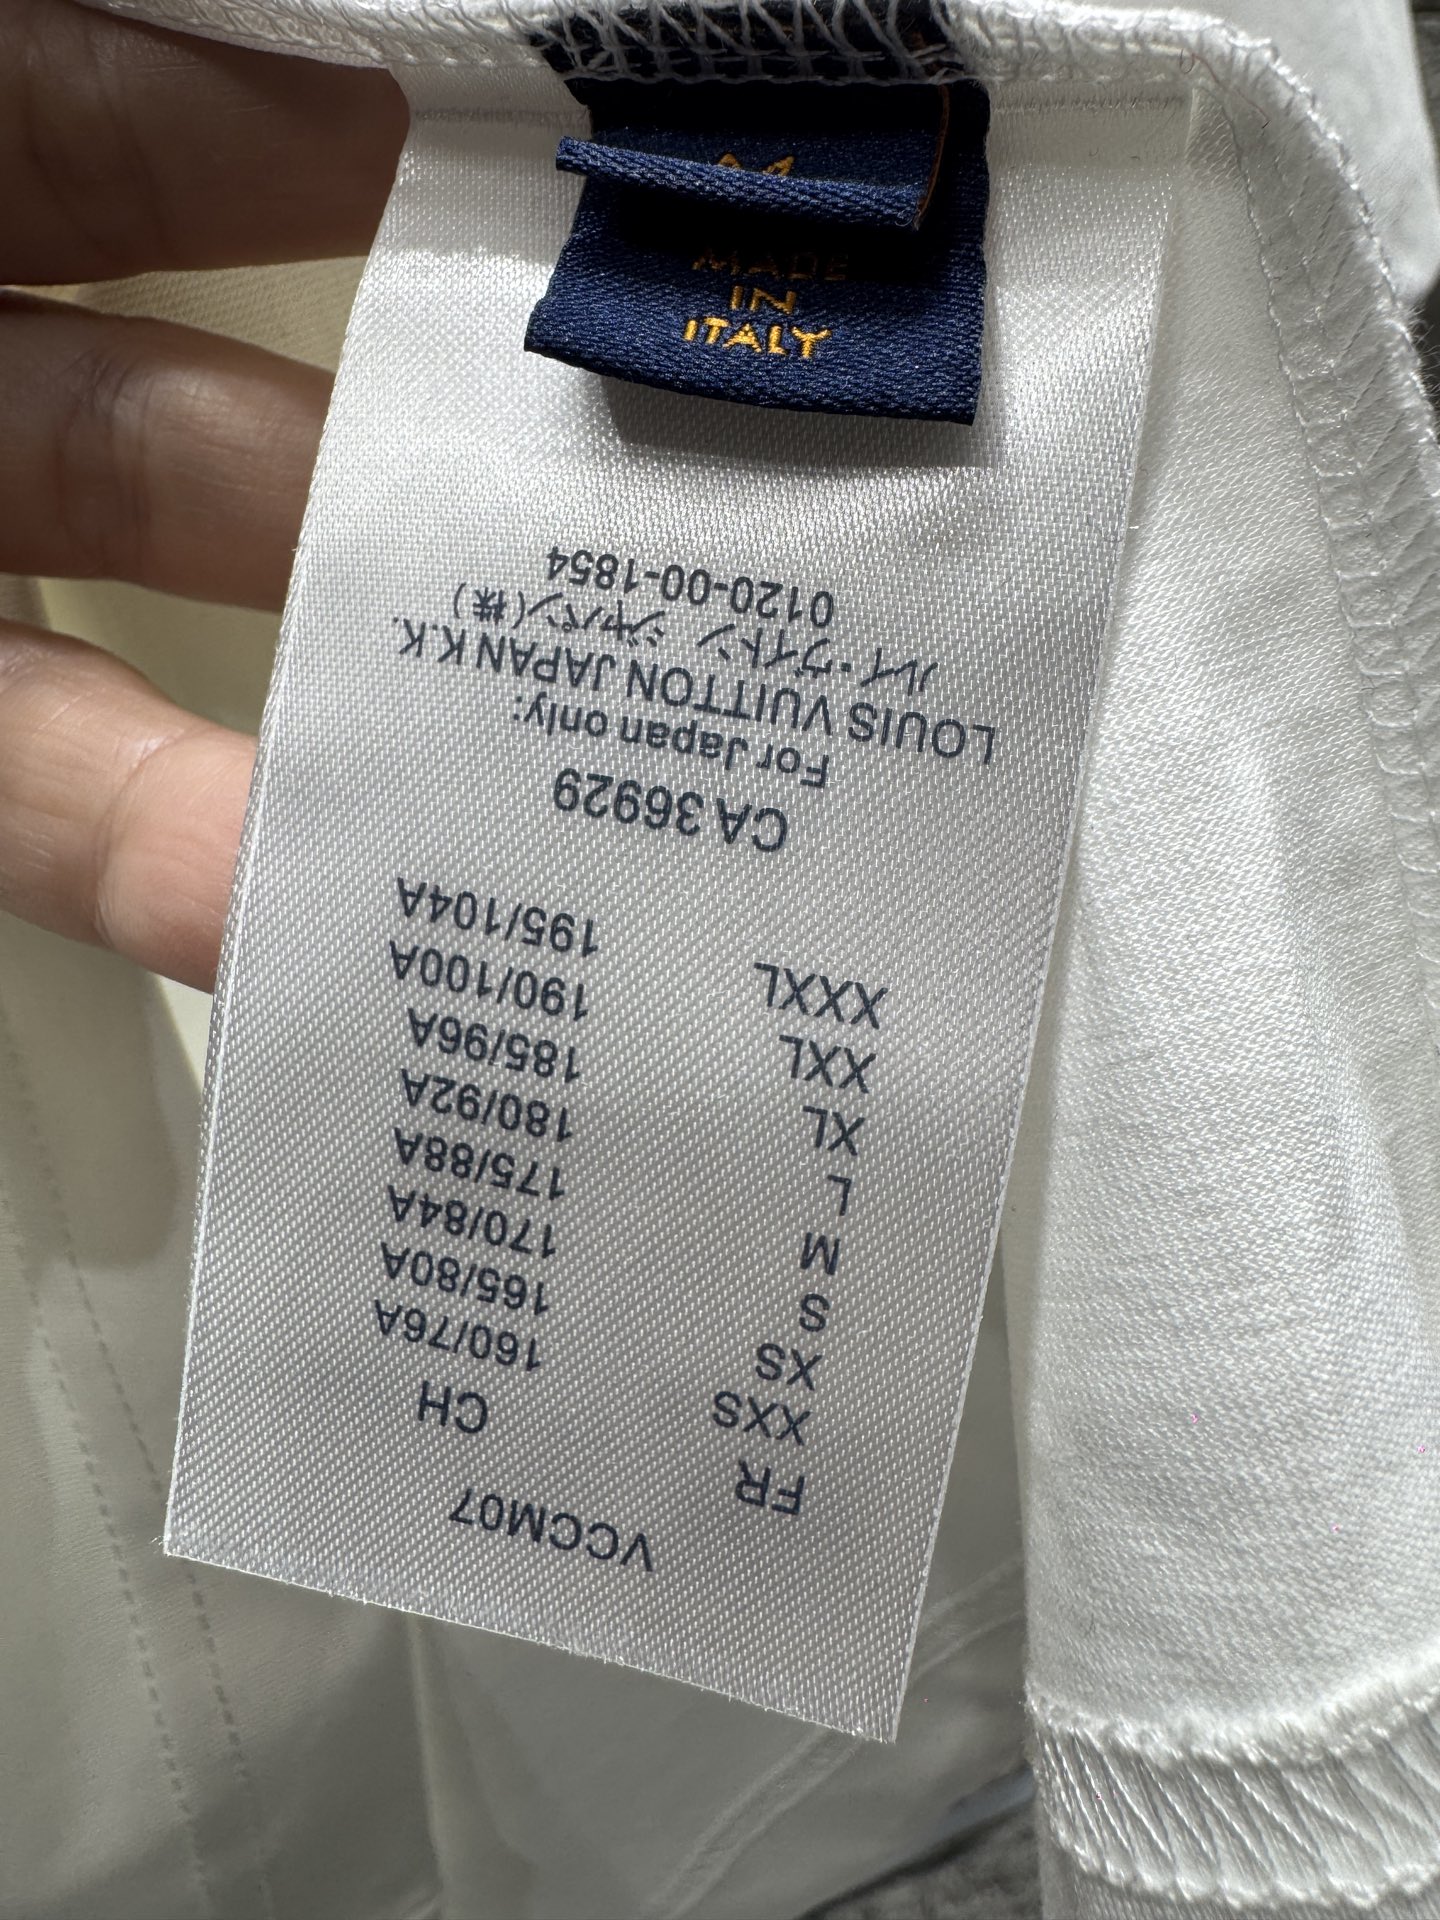 MADE
IN
ITALY
VCCM07
FR CH
XXS 160/76A
XS 165/80A
S 170/84A
M 175/88A
L 180/92A
XL 185/96A
XXL 190/100A
XXXL 195/104A
CA 36929
For Japan only:
LOUIS VUITTON JAPAN K.K.
ルイ・ヴィトン ジャパン(株)
0120-00-1854